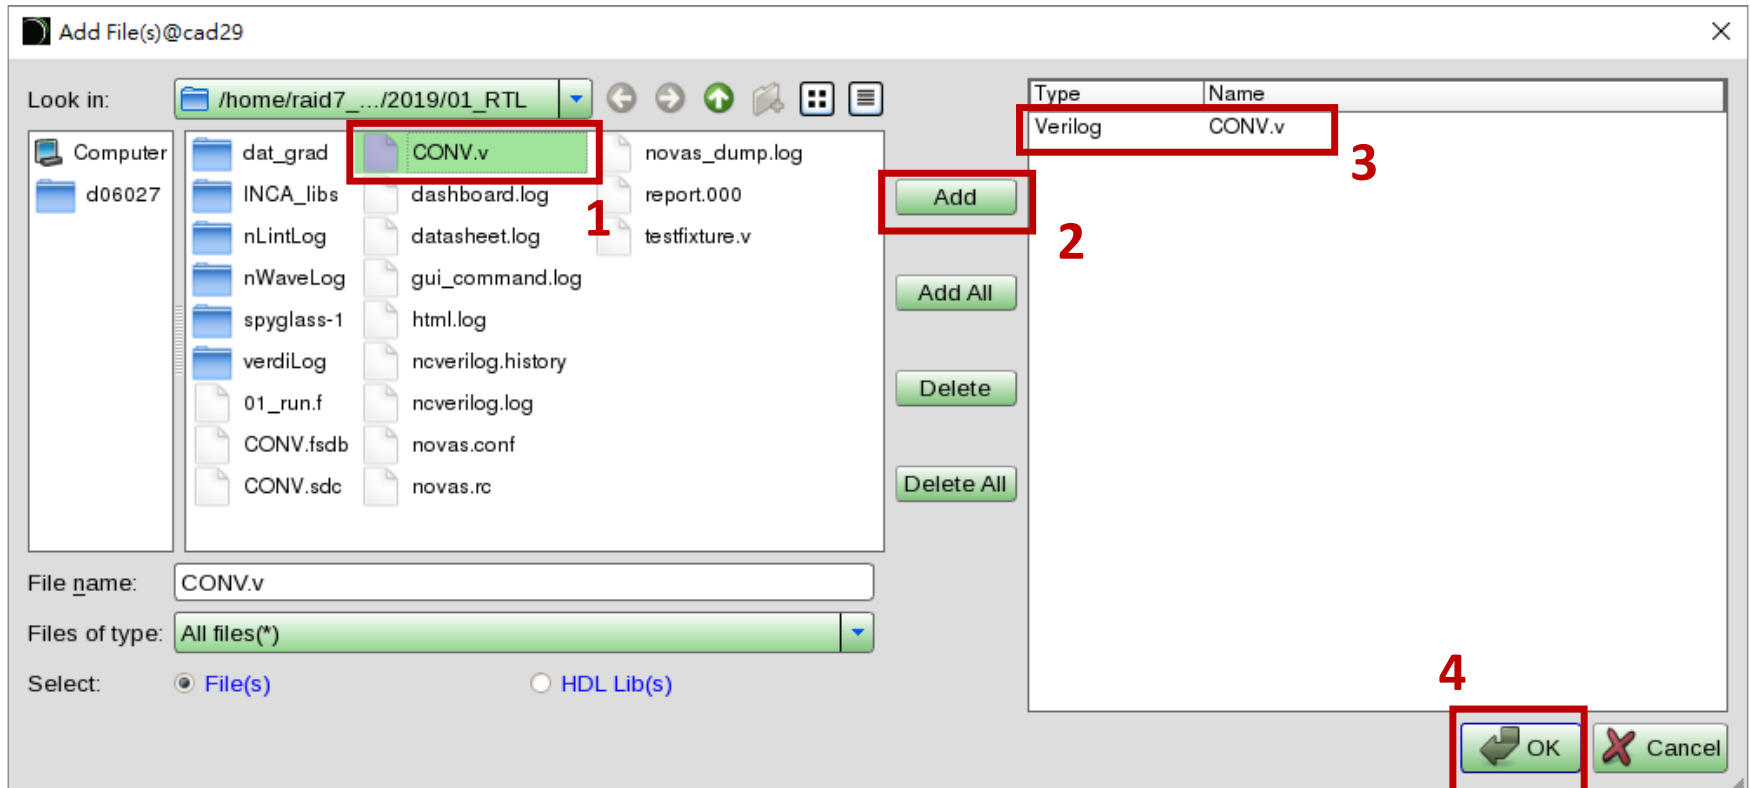 Add File(s)@cad29
Look in:
/home/raid7_.../2019/01_RTL
Computer
d06027
dat_grad
INCA_libs
nLintLog
nWaveLog
spyglass-1
verdiLog
01_run.f
CONV.fsdb
CONV.sdc
CONV.v
dashboard.log
datasheet.log
gui_command.log
html.log
ncverilog.history
ncverilog.log
novas.conf
novas.rc
novas_dump.log
report.000
testfixture.v
1
Add
2
Add All
Delete
Delete All
Type Name
Verilog CONV.v
3
File name: CONV.v
Files of type: All files(*)
Select: File(s) HDL Lib(s)
4
OK
Cancel